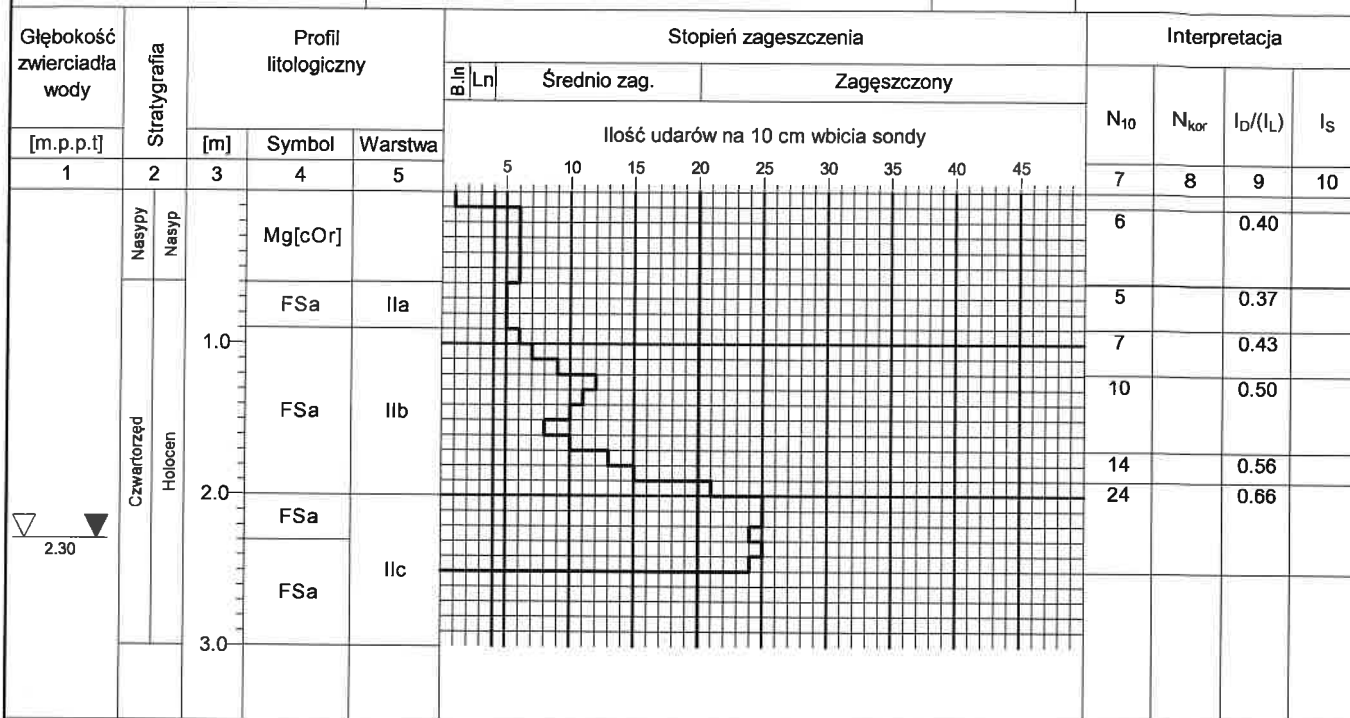 Głębokość zwierciadła wody
Stratygrafia
Profil litologiczny
Stopień zageszczenia
Interpretacja
B.ln
Ln
Średnio zag.
Zagęszczony
Ilość udarów na 10 cm wbicia sondy
N10
Nkor
ID/(IL)
IS
[m.p.p.t]
[m]
Symbol
Warstwa
5 10 15 20 25 30 35 40 45
1 2 3 4 5 7 8 9 10
Nasypy
Nasyp
Mg[cOr]
6 0.40
FSa IIa
5 0.37
1.0
7 0.43
Czwartorzęd
Holocen
FSa IIb
10 0.50
14 0.56
2.0
24 0.66
FSa
2.30
IIc
FSa
3.0